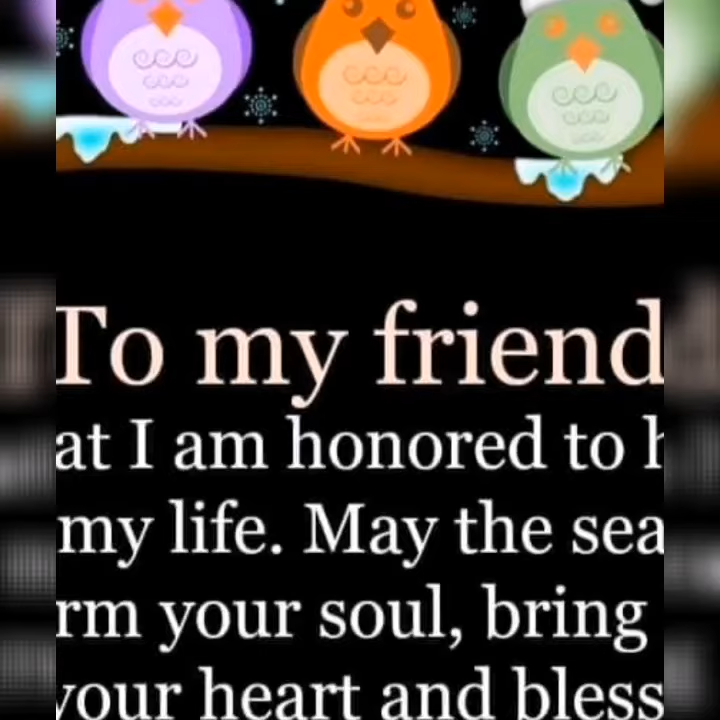 To my friend
at I am honored to h
my life. May the sea
rm your soul, bring
your heart and bless